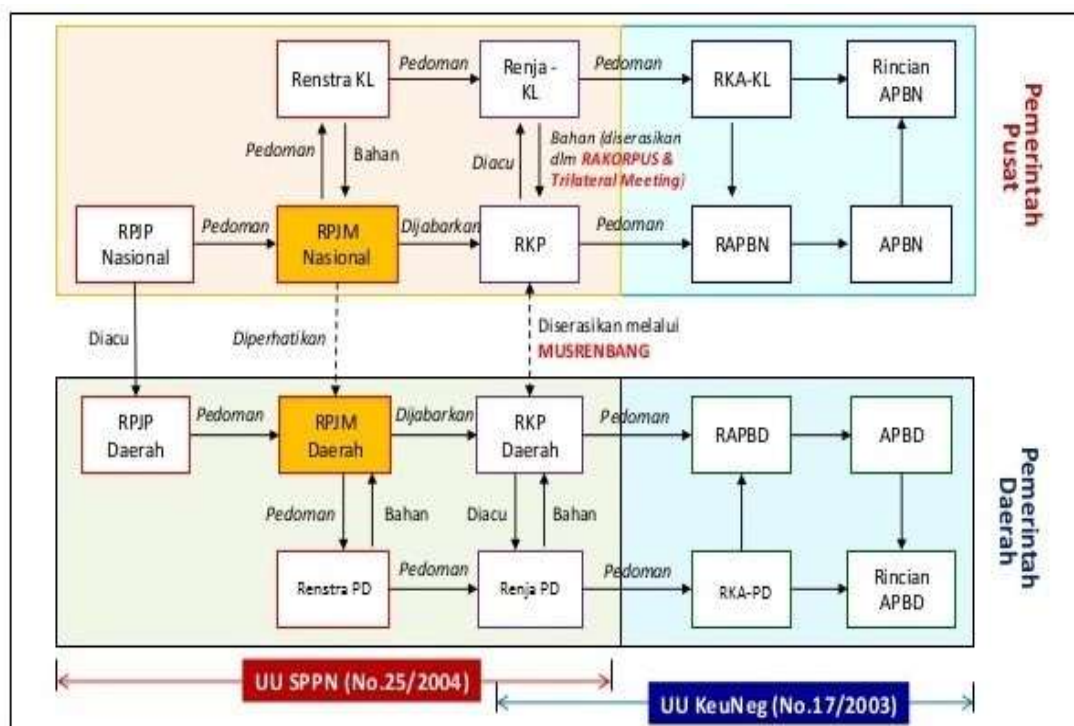 Pedoman
Pedoman
Renstra KL
Renja -
KL
RKA-KL
Rincian
APBN
Pedoman
Bahan
Diacu
Bahan (diserasikan
dlm RAKORPUS &
Trilateral Meeting)
RPJP
Nasional
Pedoman
RPJM
Nasional
Dijabarkan
RKP
Pedoman
RAPBN
APBN
Pemerintah
Pusat
Diacu
Diperhatikan
Diserasikan melalui
MUSRENBANG
RPJP
Daerah
Pedoman
RPJM
Daerah
Dijabarkan
RKP
Daerah
Pedoman
RAPBD
APBD
Pedoman
Bahan
Diacu
Bahan
Renstra PD
Pedoman
Renja PD
Pedoman
RKA-PD
Rincian
APBD
Pemerintah
Daerah
UU SPPN (No.25/2004)
UU KeuNeg (No.17/2003)